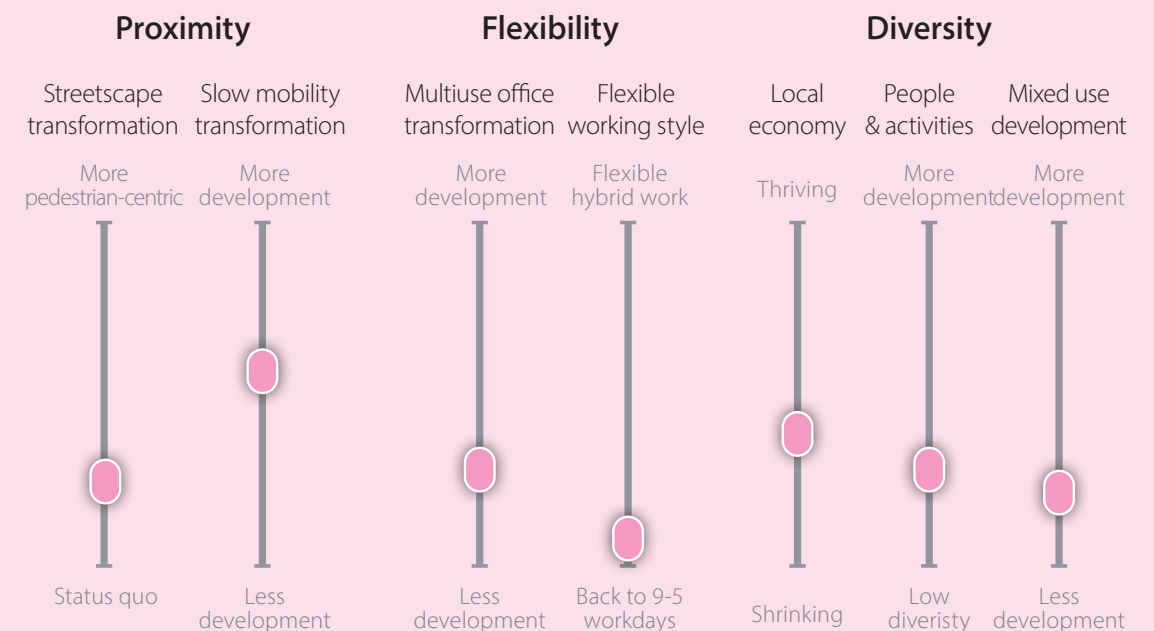 Proximity
Flexibility
Diversity
Streetscape
transformation
Slow mobility
transformation
Multiuse office
transformation
Flexible
working style
Local
economy
People
& activities
Mixed use
development
More
pedestrian-centric
More
development
More
development
Flexible
hybrid work
Thriving
More
development
More
development
Status quo
Less
development
Less
development
Back to 9-5
workdays
Shrinking
Low
diveristy
Less
development